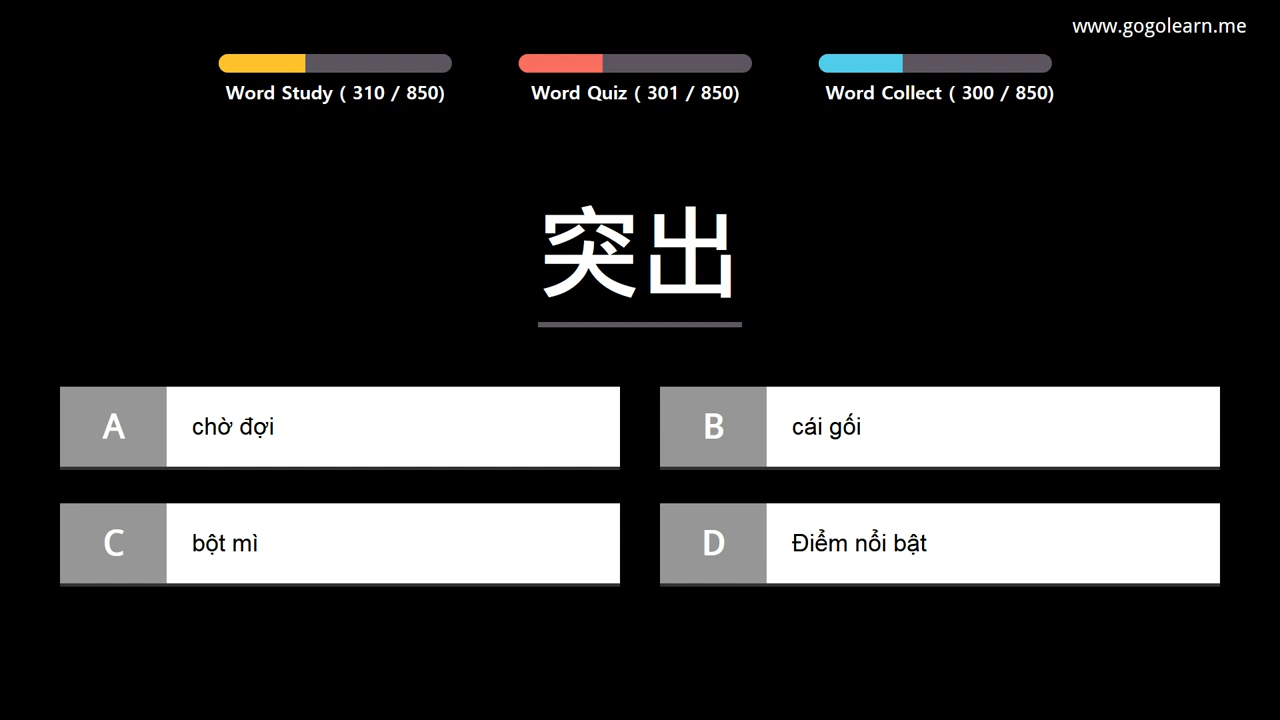 www.gogolearn.me
Word Study ( 310 / 850)
Word Quiz ( 301 / 850)
Word Collect ( 300 / 850)
突出
A chờ đợi
B cái gối
C bột mì
D Điểm nổi bật